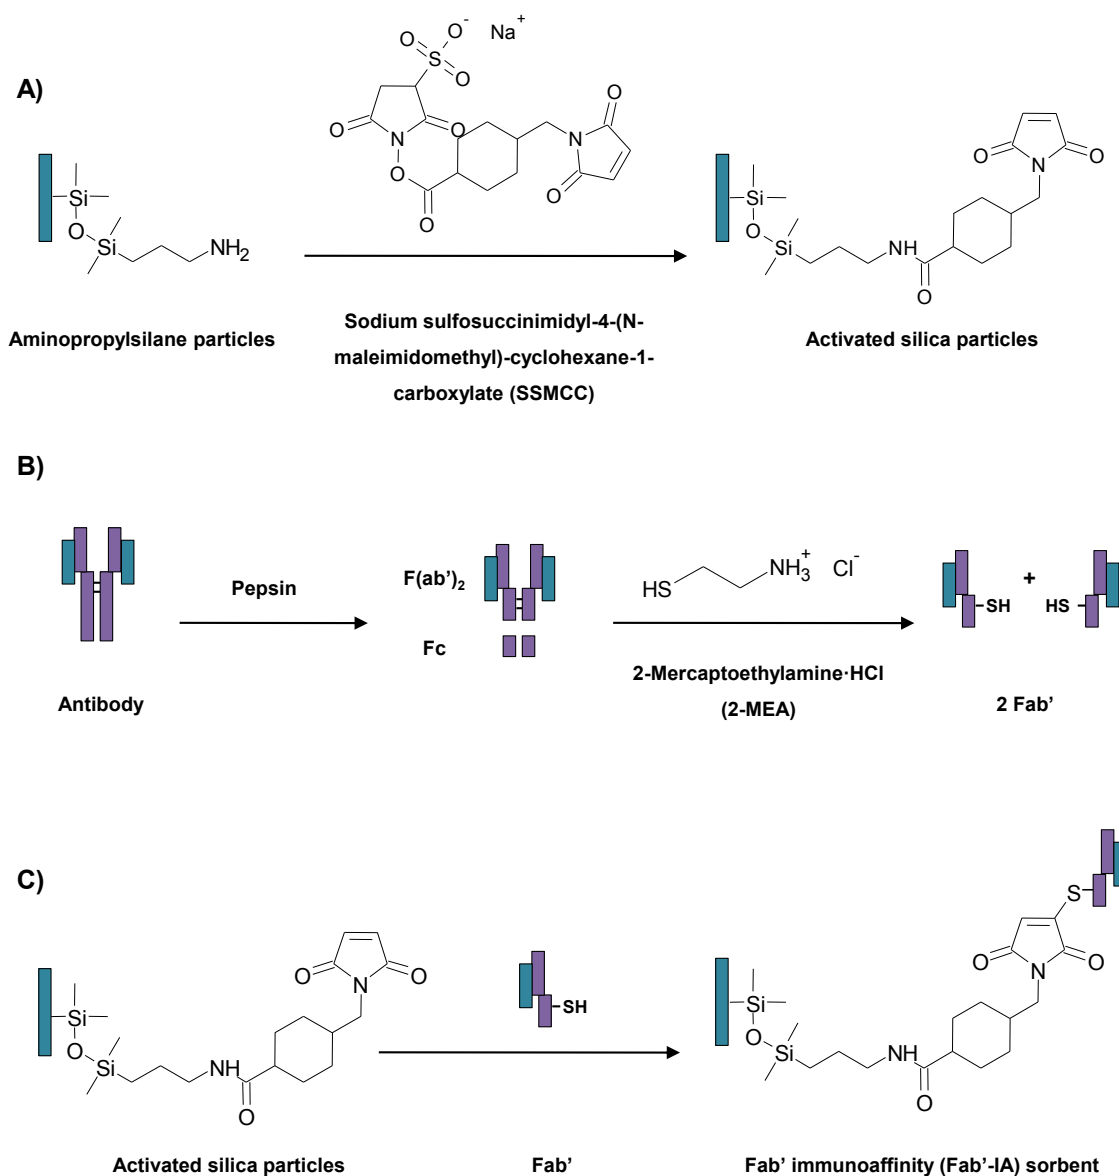 A)
O
O⁻ Na⁺
S
O
O
O
N
O
O
O
N
O
O
O
N
O
Si
O
Si
NH₂
Si
O
Si
NH
O
Aminopropylsilane particles
Sodium sulfosuccinimidyl-4-(N-
maleimidomethyl)-cyclohexane-1-
carboxylate (SSMCC)
Activated silica particles
B)
Pepsin
F(ab’)₂
Fc
HS
NH₃⁺ Cl⁻
2-Mercaptoethylamine·HCl
(2-MEA)
SH
+
HS
Antibody
2 Fab’
C)
O
N
O
Si
O
Si
NH
O
SH
S
O
N
O
Si
O
Si
NH
O
Activated silica particles
Fab’
Fab’ immunoaffinity (Fab’-IA) sorbent